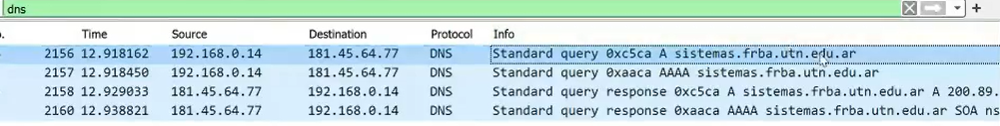 dns
. Time Source Destination Protocol Info
2156 12.918162 192.168.0.14 181.45.64.77 DNS Standard query 0xc5ca A sistemas.frba.utn.edu.ar
2157 12.918450 192.168.0.14 181.45.64.77 DNS Standard query 0xaaca AAAA sistemas.frba.utn.edu.ar
2158 12.929033 181.45.64.77 192.168.0.14 DNS Standard query response 0xc5ca A sistemas.frba.utn.edu.ar A 200.89.
2160 12.938821 181.45.64.77 192.168.0.14 DNS Standard query response 0xaaca AAAA sistemas.frba.utn.edu.ar SOA ns